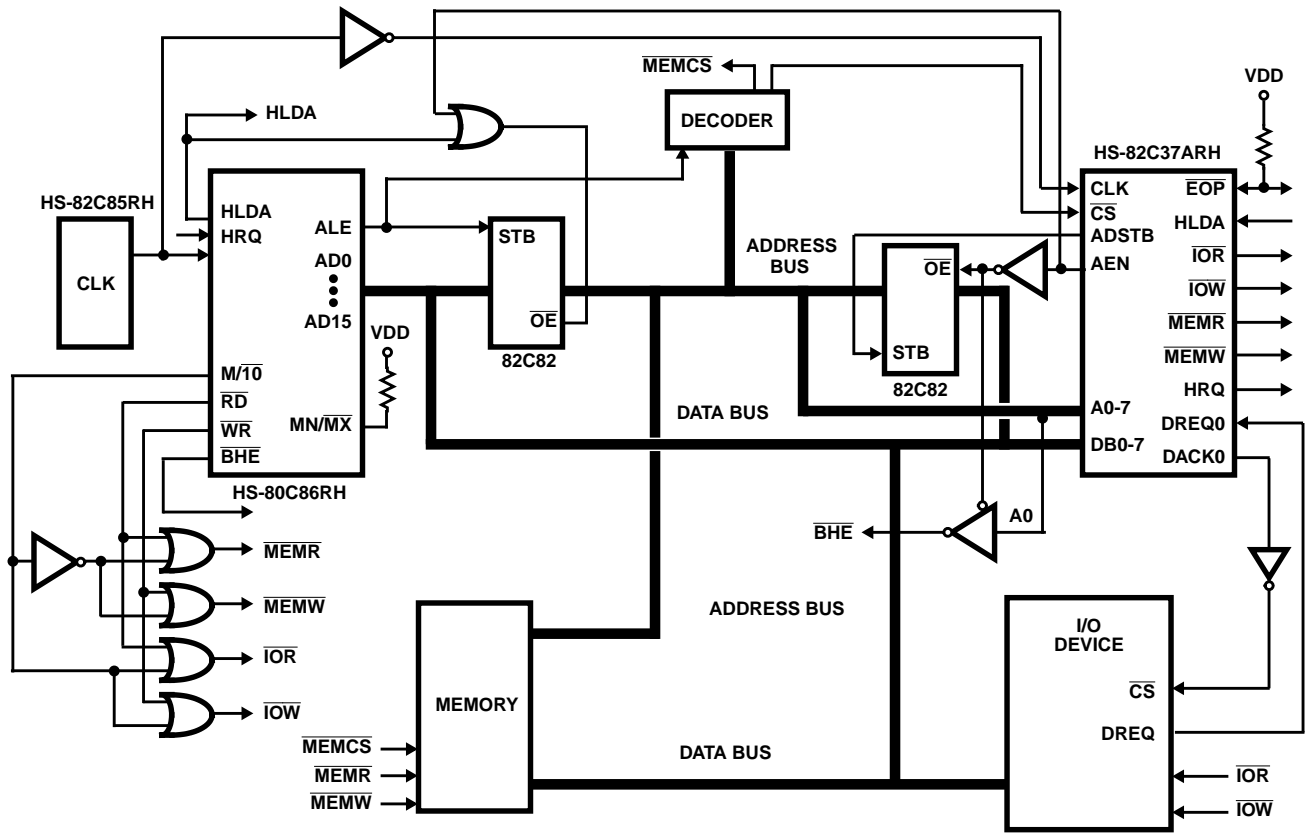 MEMCS
VDD
HLDA
DECODER
HS-82C37ARH
HS-82C85RH
CLK
HLDA
HRQ
ALE
AD0
AD15
STB
OE
82C82
ADDRESS
BUS
OE
STB
82C82
CLK
CS
ADSTB
AEN
A0-7
DB0-7
EOP
HLDA
IOR
IOW
MEMR
MEMW
HRQ
DREQ0
DACK0
VDD
M/10
RD
WR
BHE
MN/MX
HS-80C86RH
DATA BUS
BHE
A0
MEMR
MEMW
IOR
IOW
ADDRESS BUS
MEMORY
MEMCS
MEMR
MEMW
DATA BUS
I/O
DEVICE
CS
DREQ
IOR
IOW